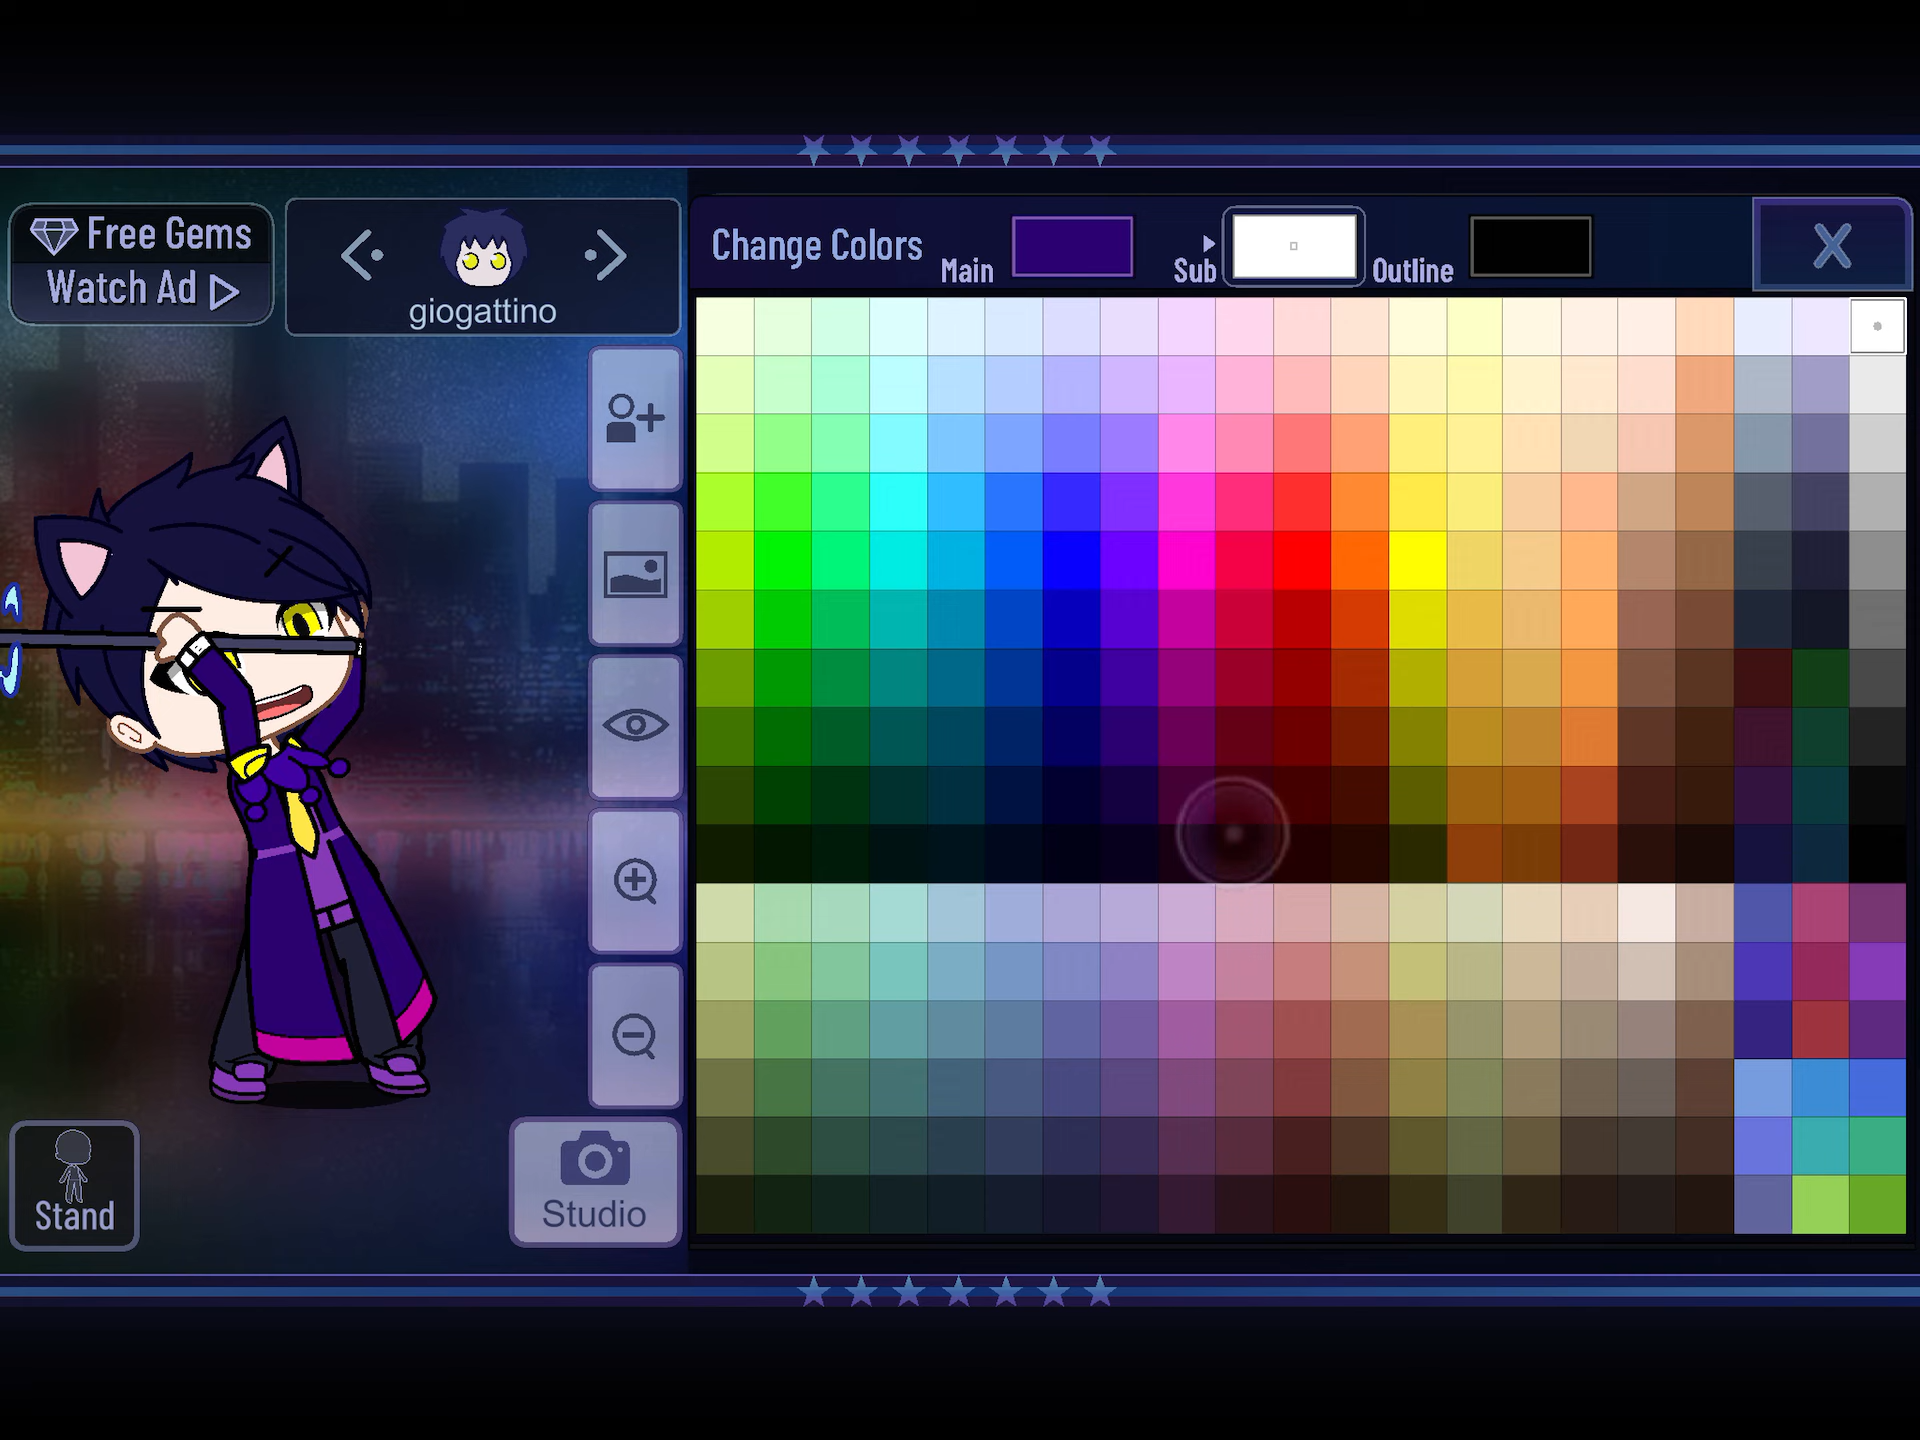 Free Gems
Watch Ad
giogattino
Change Colors
Main
Sub
Outline
X
Stand
Studio